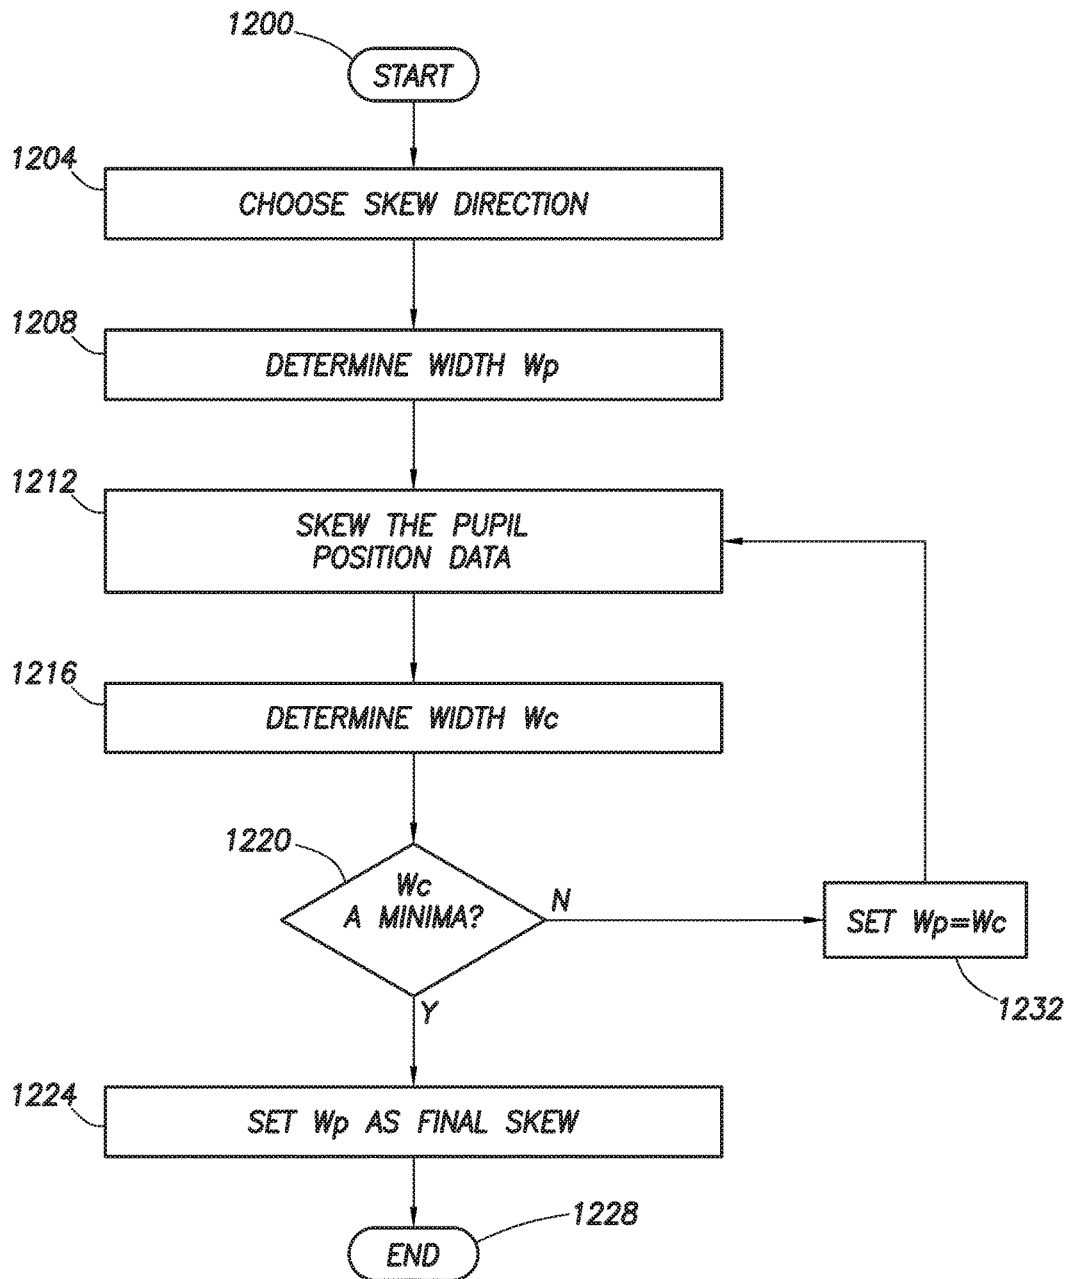 1200
START
1204
CHOOSE SKEW DIRECTION
1208
DETERMINE WIDTH Wp
1212
SKEW THE PUPIL
POSITION DATA
1216
DETERMINE WIDTH Wc
1220
Wc
A MINIMA?
N
SET Wp=Wc
1232
Y
1224
SET Wp AS FINAL SKEW
1228
END